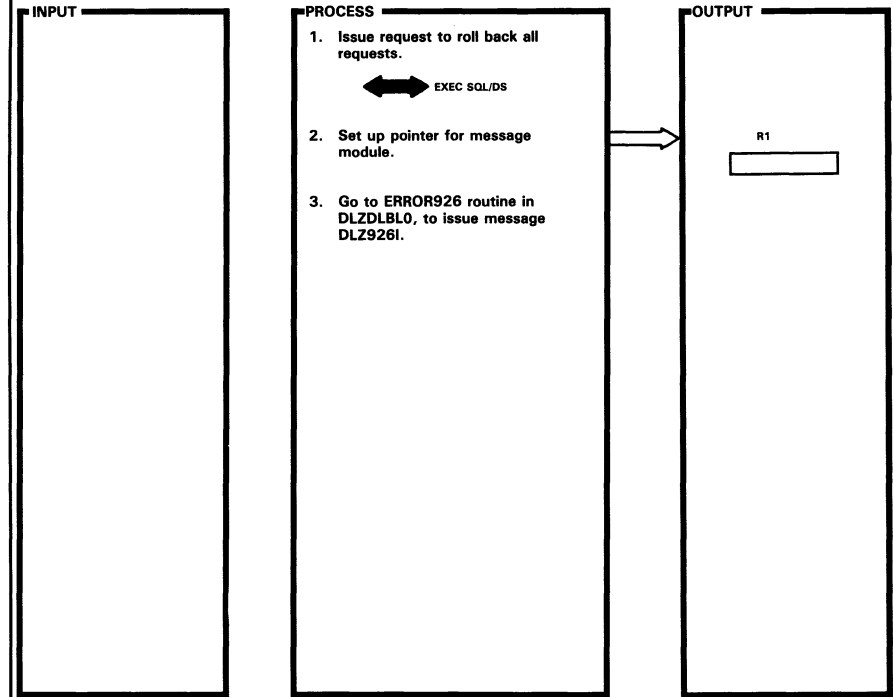 INPUT
PROCESS
1. Issue request to roll back all
requests.
EXEC SQL/DS
2. Set up pointer for message
module.
3. Go to ERROR926 routine in
DLZDLBL0, to issue message
DLZ926I.
OUTPUT
R1